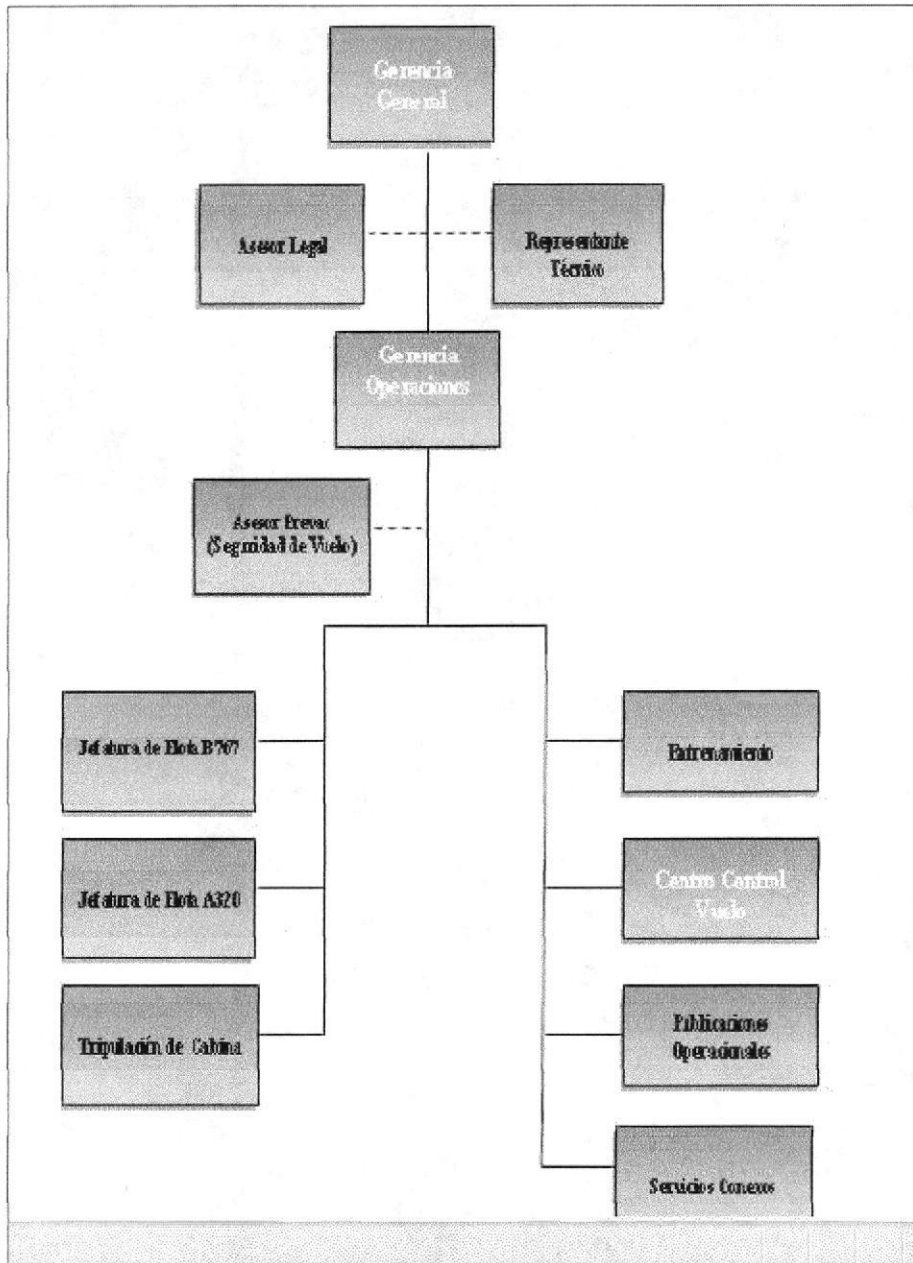 Gerencia
General
Asesor Legal
Representante
Técnico
Gerencia
Operaciones
Asesor Prevac
(Seguridad de Vuelo)
Jefatura de Flota B767
Entrenamiento
Jefatura de Flota A320
Centro Control
Vuelo
Tripulación de Cabina
Publicaciones
Operacionales
Servicios Conexos